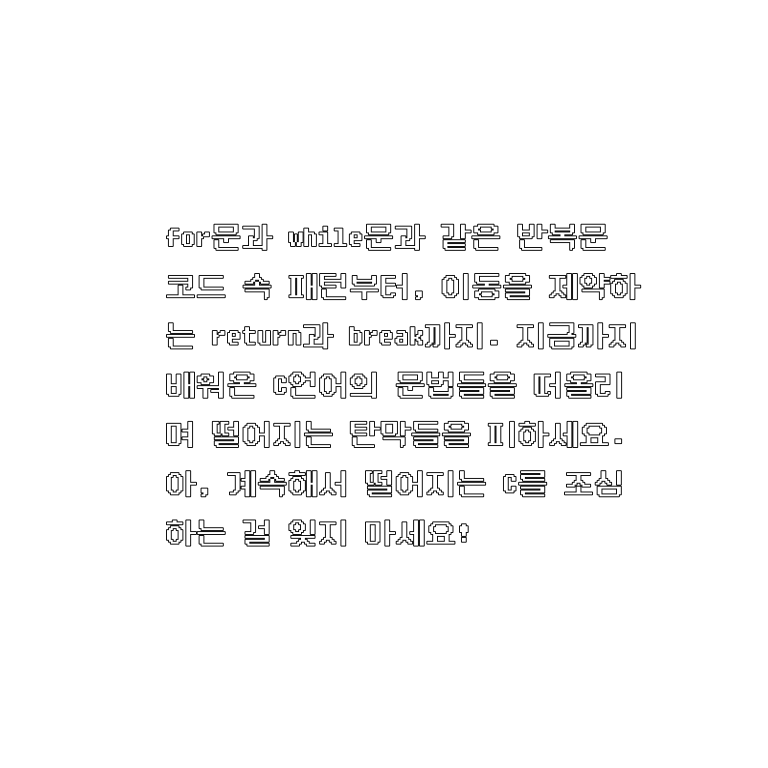 for문과 while문과 같은 반복문
코드 속 패턴부터, 이동을 제약하
는 return과 break까지. 지금까지
배워온 C언어의 문법들을 떠올리
며 떨어지는 탄막들을 피하세요.
아, 계속해서 떨어지는 C를 조심
하는 걸 잊지 마세요!